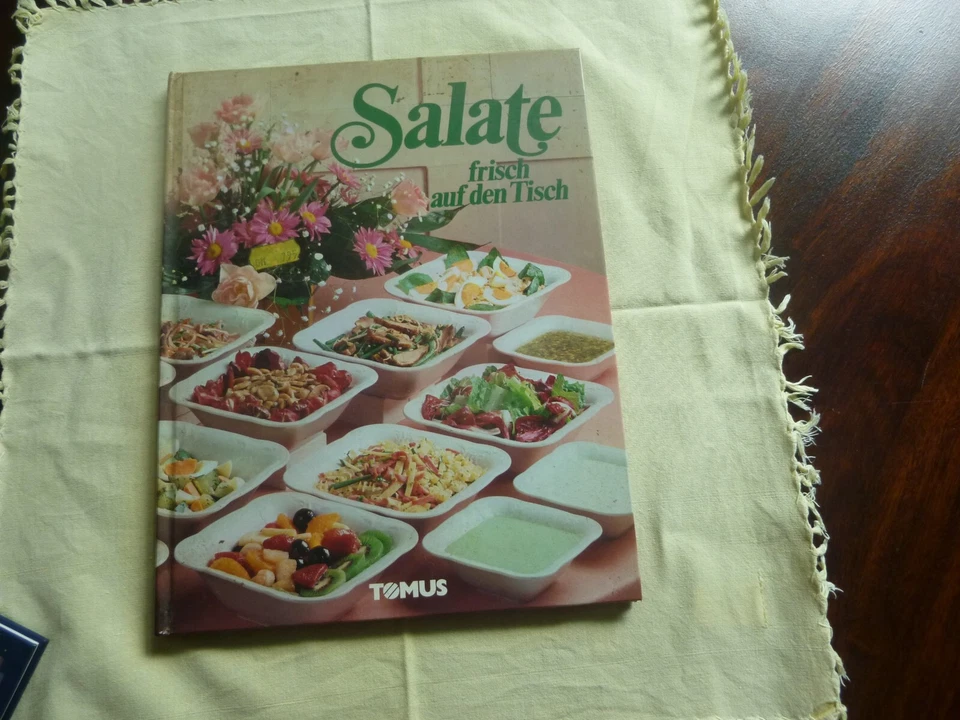 Salate
frisch
auf den Tisch
TOMUS